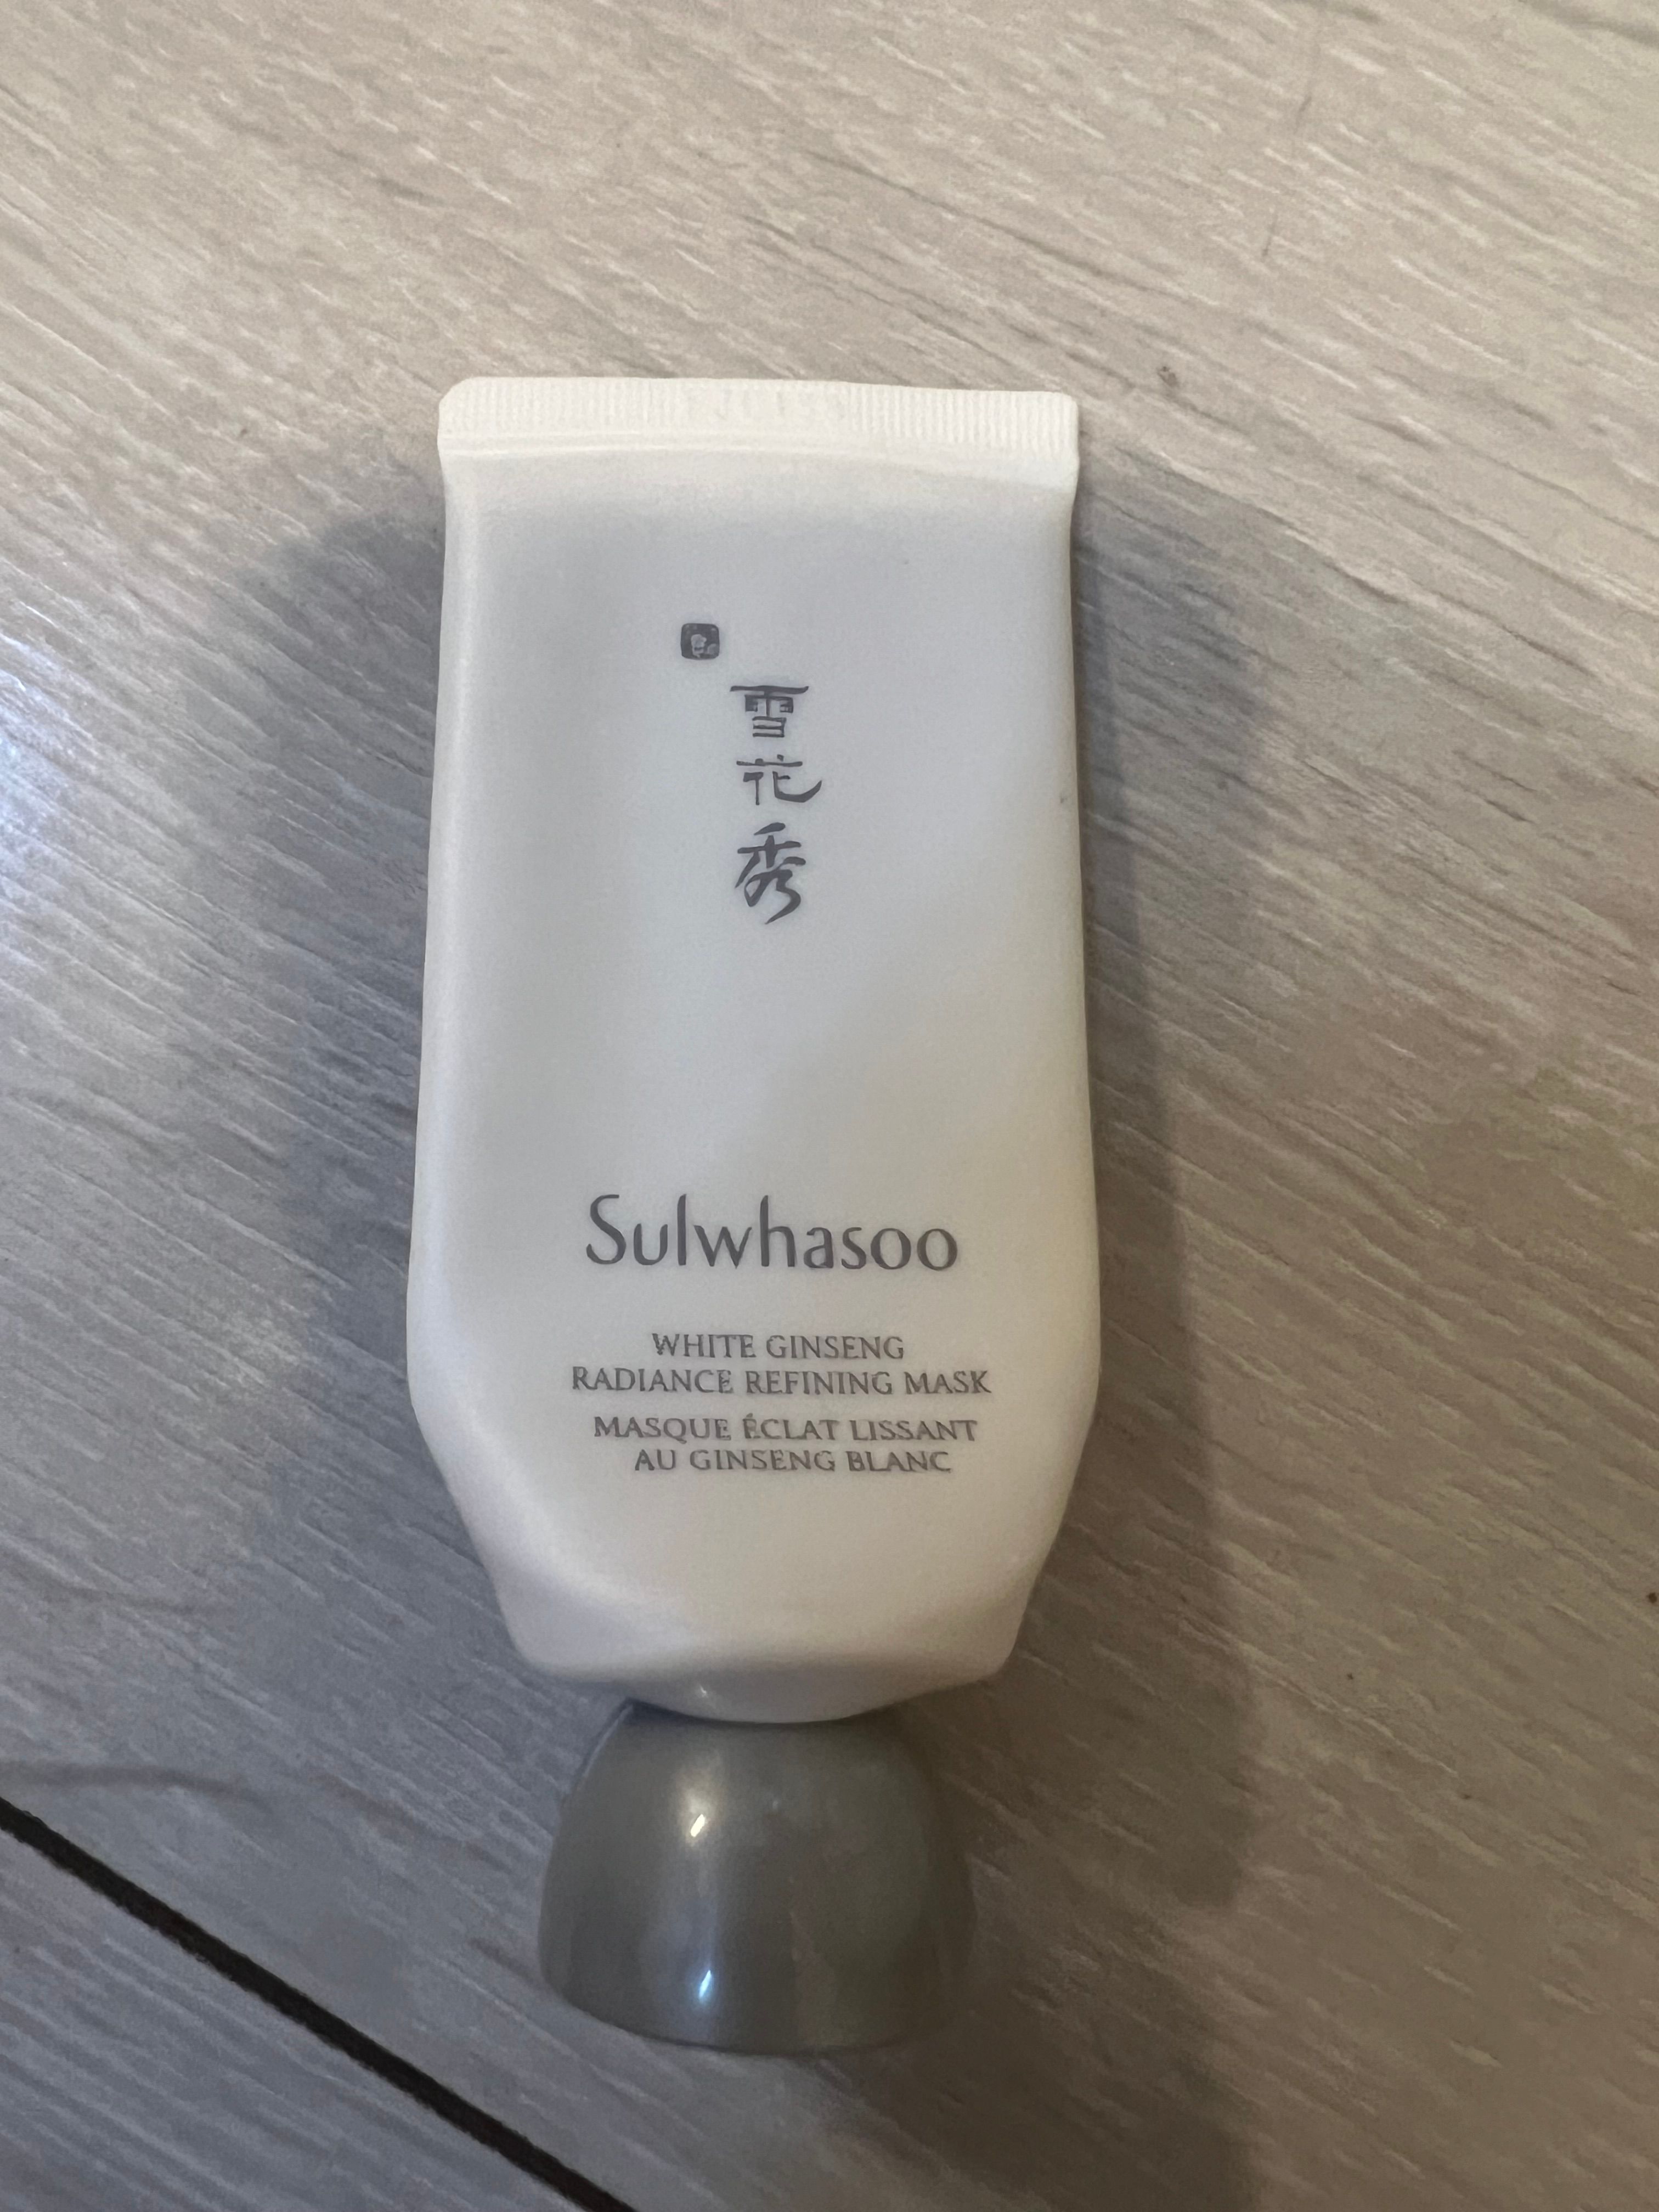 雪花秀
Sulwhasoo
WHITE GINSENG
RADIANCE REFINING MASK
MASQUE ÉCLAT LISSANT
AU GINSENG BLANC